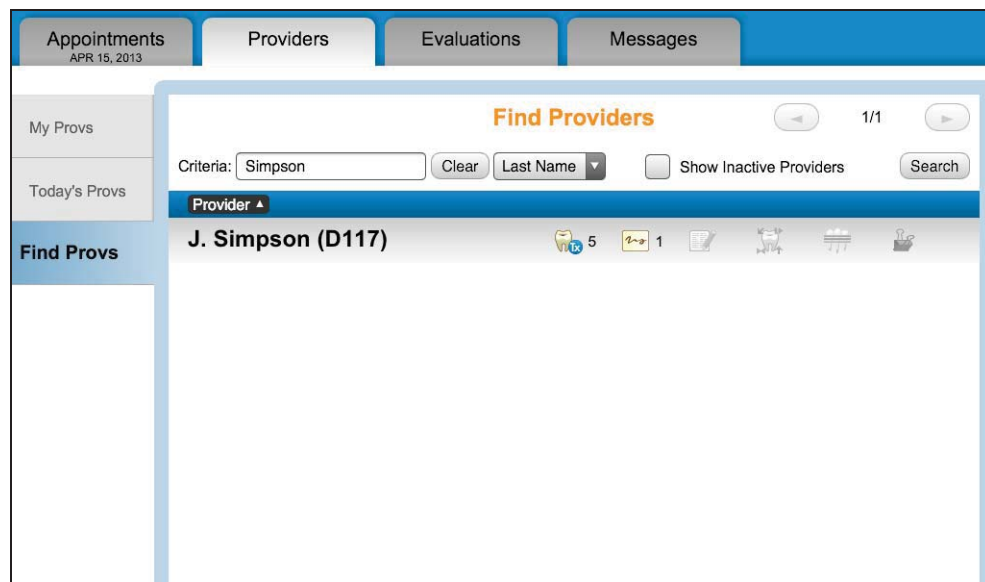 Appointments Providers Evaluations Messages
APR 15, 2013
My Provs
Today's Provs
Find Provs
Find Providers 1/1
Criteria: Simpson Clear Last Name Show Inactive Providers Search
Provider
J. Simpson (D117) Tx 5 1